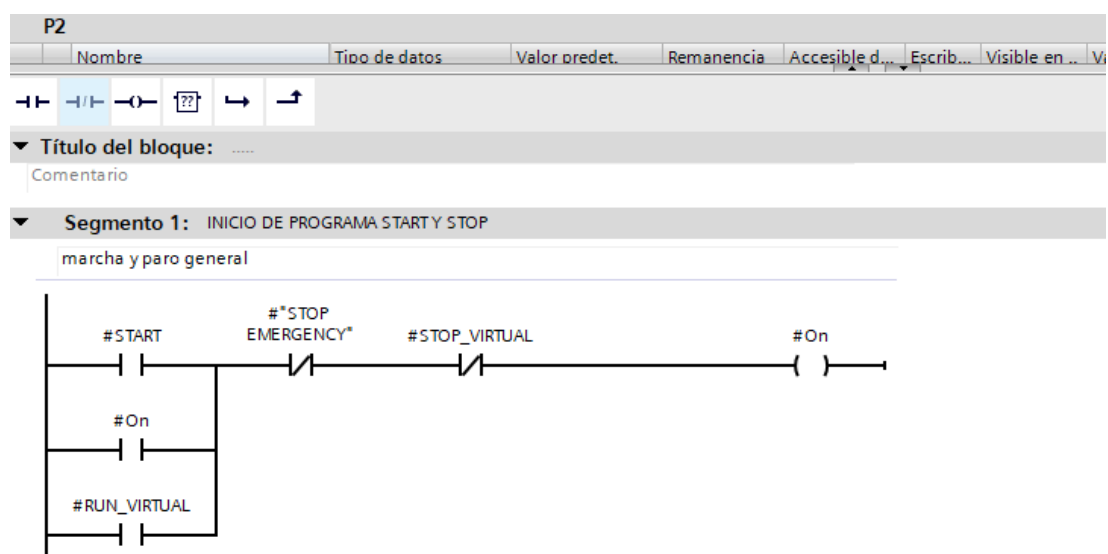 P2
Nombre Tipo de datos Valor predet. Remanencia Accesible d... Escrib... Visible en ..
??
Título del bloque: .....
Comentario
Segmento 1: INICIO DE PROGRAMA START Y STOP
marcha y paro general
#"STOP
EMERGENCY"
#START
#STOP_VIRTUAL
#On
#On
#RUN_VIRTUAL